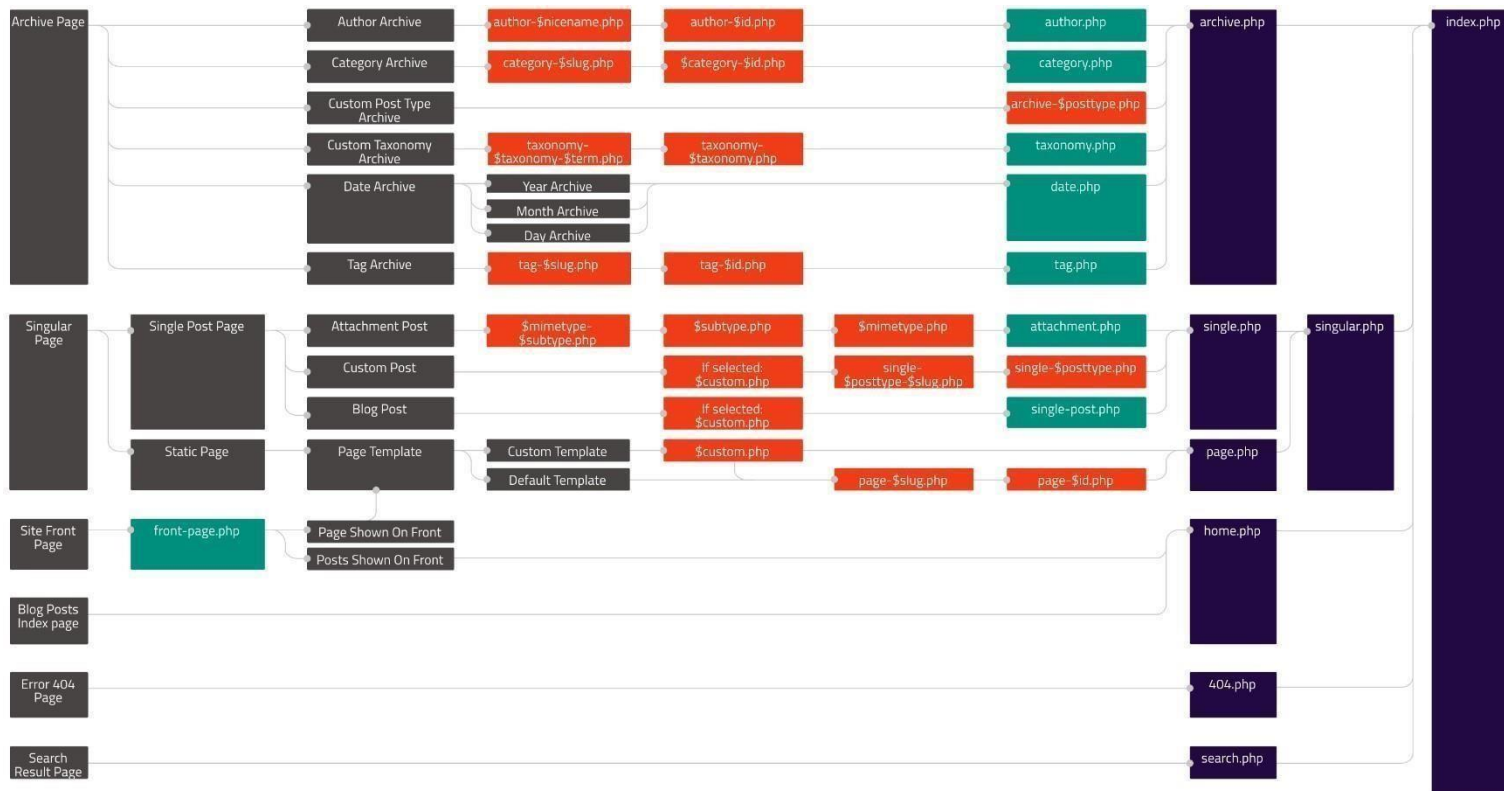 Archive Page
Author Archive
author-$nicename.php
author-$id.php
author.php
archive.php
index.php
Category Archive
category-$slug.php
$category-$id.php
category.php
Custom Post Type
Archive
archive-$posttype.php
Custom Taxonomy
Archive
taxonomy-
$taxonomy-$term.php
taxonomy-
$taxonomy.php
taxonomy.php
Date Archive
Year Archive
Month Archive
Day Archive
date.php
Tag Archive
tag-$slug.php
tag-$id.php
tag.php
Singular
Page
Single Post Page
Attachment Post
$mimetype-
$subtype.php
$subtype.php
$mimetype.php
attachment.php
single.php
singular.php
Custom Post
If selected:
$custom.php
single-
$posttype-$slug.php
single-$posttype.php
Blog Post
If selected:
$custom.php
single-post.php
Static Page
Page Template
Custom Template
$custom.php
page.php
Default Template
page-$slug.php
page-$id.php
Site Front
Page
front-page.php
Page Shown On Front
Posts Shown On Front
home.php
Blog Posts
Index page
Error 404
Page
404.php
Search
Result Page
search.php